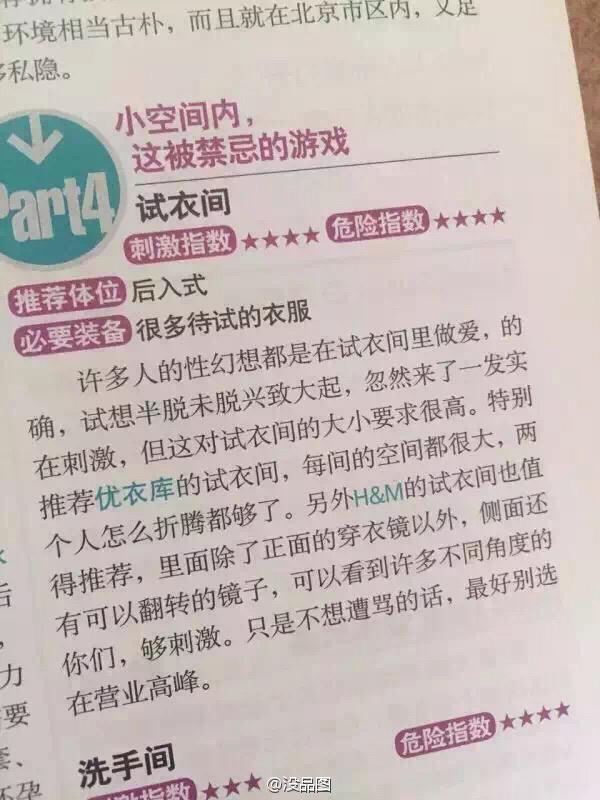 环境相当古朴，而且就在北京市区内，又足
多私隐。
Part4
小空间内，
这被禁忌的游戏
试衣间
刺激指数★★★★ 危险指数★★★★
推荐体位 后入式
必要装备 很多待试的衣服
许多人的性幻想都是在试衣间里做爱，的
确，试想半脱未脱兴致大起，忽然来了一发实
在刺激，但这对试衣间的大小要求很高。特别
推荐优衣库的试衣间，每间的空间都很大，两
个人怎么折腾都够了。另外H&M的试衣间也值
得推荐，里面除了正面的穿衣镜以外，侧面还
有可以翻转的镜子，可以看到许多不同角度的
你们，够刺激。只是不想遭骂的话，最好别选
在营业高峰。
后
，
力
需要
套、
怀孕
洗手间
危险指数★★★★
刺激指数★★★
@没品图